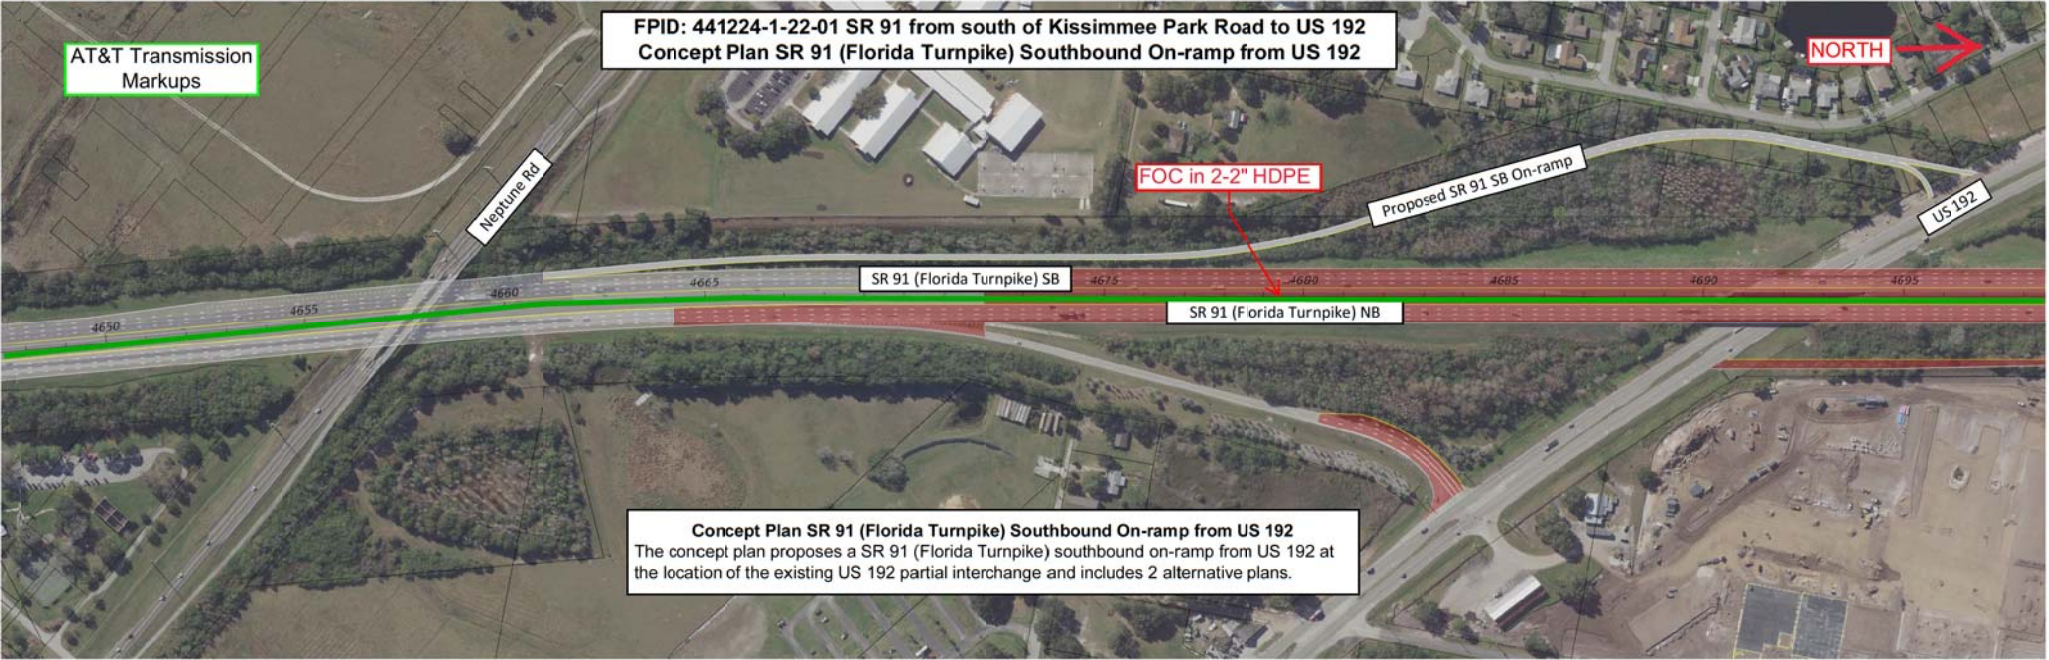 FPID: 441224-1-22-01 SR 91 from south of Kissimmee Park Road to US 192
Concept Plan SR 91 (Florida Turnpike) Southbound On-ramp from US 192
AT&T Transmission
Markups
NORTH
Neptune Rd
FOC in 2-2" HDPE
Proposed SR 91 SB On-ramp
US 192
SR 91 (Florida Turnpike) SB
4650
4655
4660
4665
4675
4680
4685
4690
4695
SR 91 (F orida Turnpike) NB
Concept Plan SR 91 (Florida Turnpike) Southbound On-ramp from US 192
The concept plan proposes a SR 91 (Florida Turnpike) southbound on-ramp from US 192 at
the location of the existing US 192 partial interchange and includes 2 alternative plans.